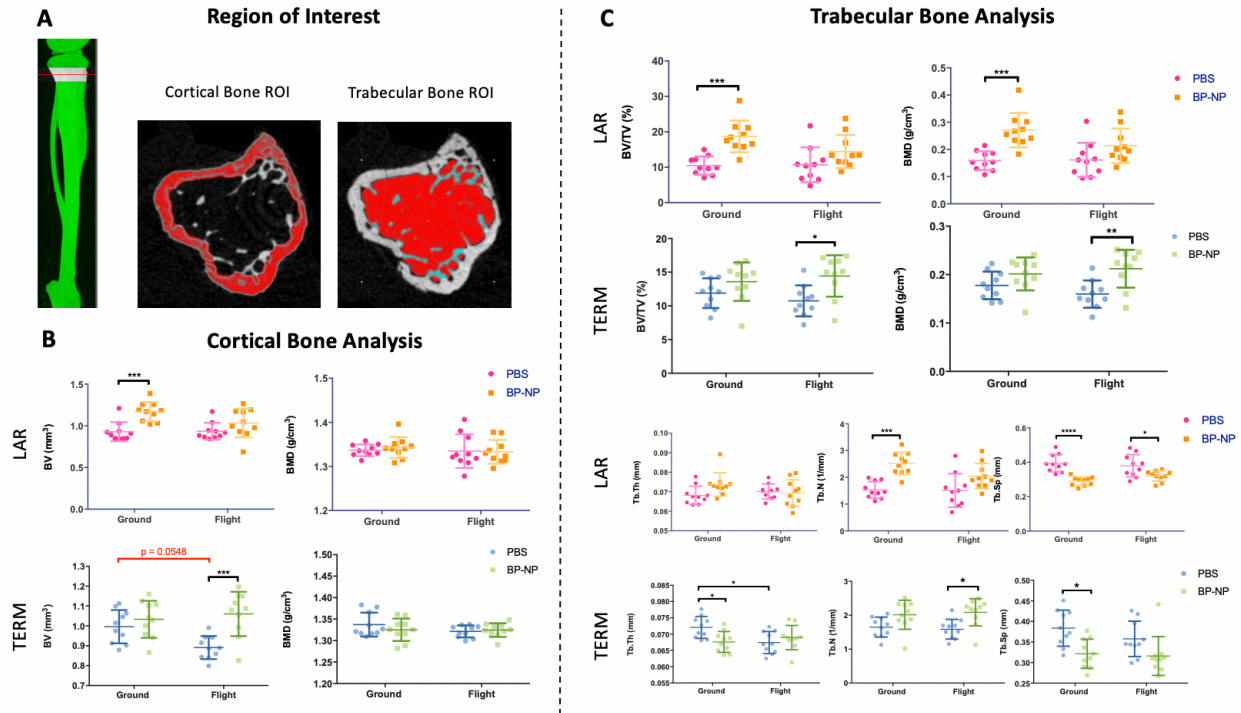 A
Region of Interest
Cortical Bone ROI
Trabecular Bone ROI
B
Cortical Bone Analysis
LAR
BV (mm³)
1.5
1.0
0.5
0.0
***
Ground
Flight
BMD (g/cm³)
1.5
1.4
1.3
1.2
Ground
Flight
PBS
BP-NP
TERM
BV (mm³)
1.3
1.2
1.1
1.0
0.9
0.8
0.7
p = 0.0548
***
Ground
Flight
BMD (g/cm³)
1.50
1.45
1.40
1.35
1.30
1.25
1.20
Ground
Flight
PBS
BP-NP
C
Trabecular Bone Analysis
LAR
BV/TV (%)
40
30
20
10
0
***
Ground
Flight
BMD (g/cm³)
0.5
0.4
0.3
0.2
0.1
0.0
***
Ground
Flight
PBS
BP-NP
TERM
BV/TV (%)
20
15
10
5
0
*
Ground
Flight
BMD (g/cm³)
0.3
0.2
0.1
0.0
**
Ground
Flight
PBS
BP-NP
LAR
Tb.Th (mm)
0.10
0.09
0.08
0.07
0.06
0.05
Ground
Flight
Tb.N (1/mm)
4
3
2
1
0
***
Ground
Flight
Tb.Sp (mm)
0.6
0.4
0.2
0.0
****
*
Ground
Flight
PBS
BP-NP
TERM
Tb.Th (mm)
0.085
0.080
0.075
0.070
0.065
0.060
0.055
*
*
Ground
Flight
Tb.N (1/mm)
3
2
1
0
*
Ground
Flight
Tb.Sp (mm)
0.50
0.45
0.40
0.35
0.30
0.25
*
Ground
Flight
PBS
BP-NP